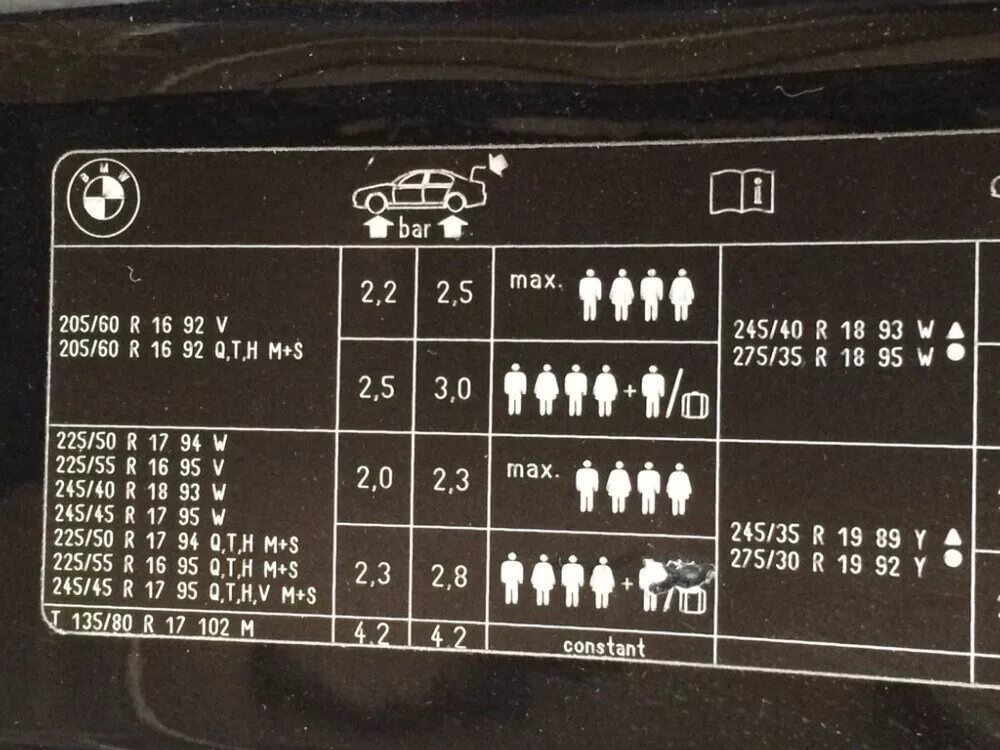 BMW
bar
i
205/60 R 16 92 V
205/60 R 16 92 Q,T,H M+S
2,2 2,5
max.
2,5 3,0
+ /
245/40 R 18 93 W
275/35 R 18 95 W
225/50 R 17 94 W
225/55 R 16 95 V
245/40 R 18 93 W
245/45 R 17 95 W
225/50 R 17 94 Q,T,H M+S
225/55 R 16 95 Q,T,H M+S
245/45 R 17 95 Q,T,H,V M+S
2,0 2,3
max.
2,3 2,8
+ /
245/35 R 19 89 Y
275/30 R 19 92 Y
T 135/80 R 17 102 M
4,2 4,2
constant